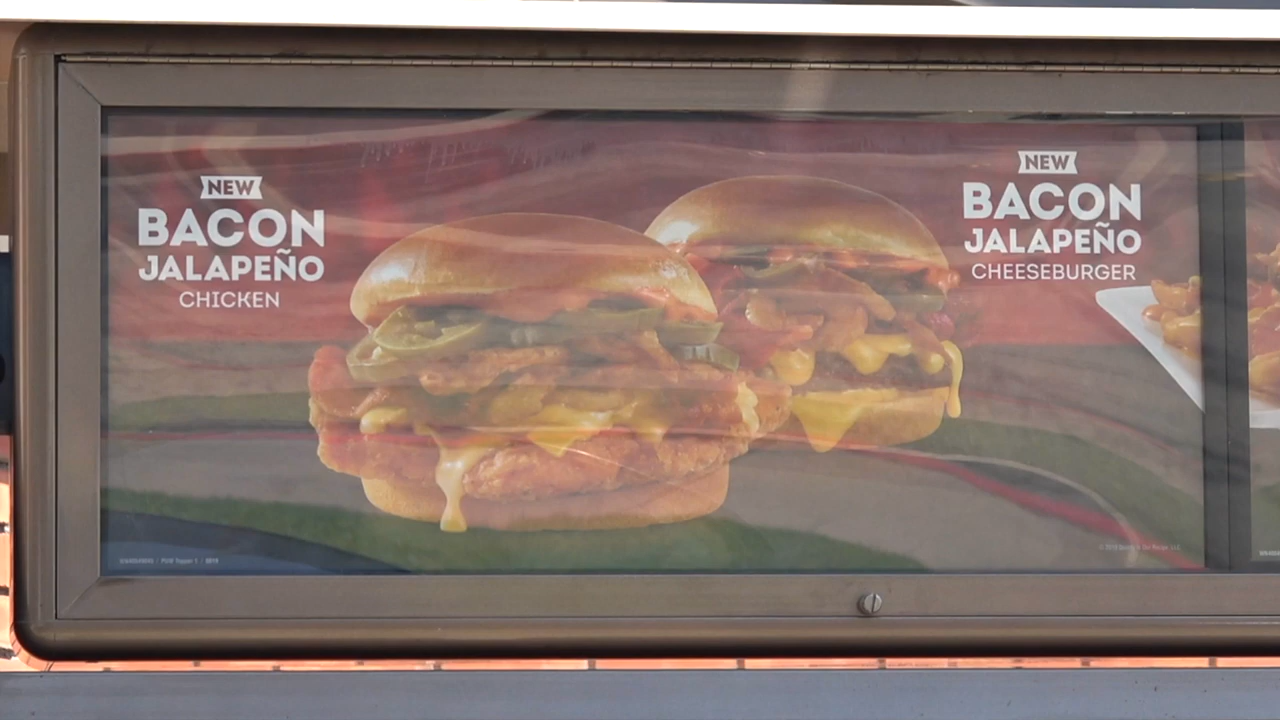 NEW
BACON
JALAPEÑO
CHICKEN
NEW
BACON
JALAPEÑO
CHEESEBURGER